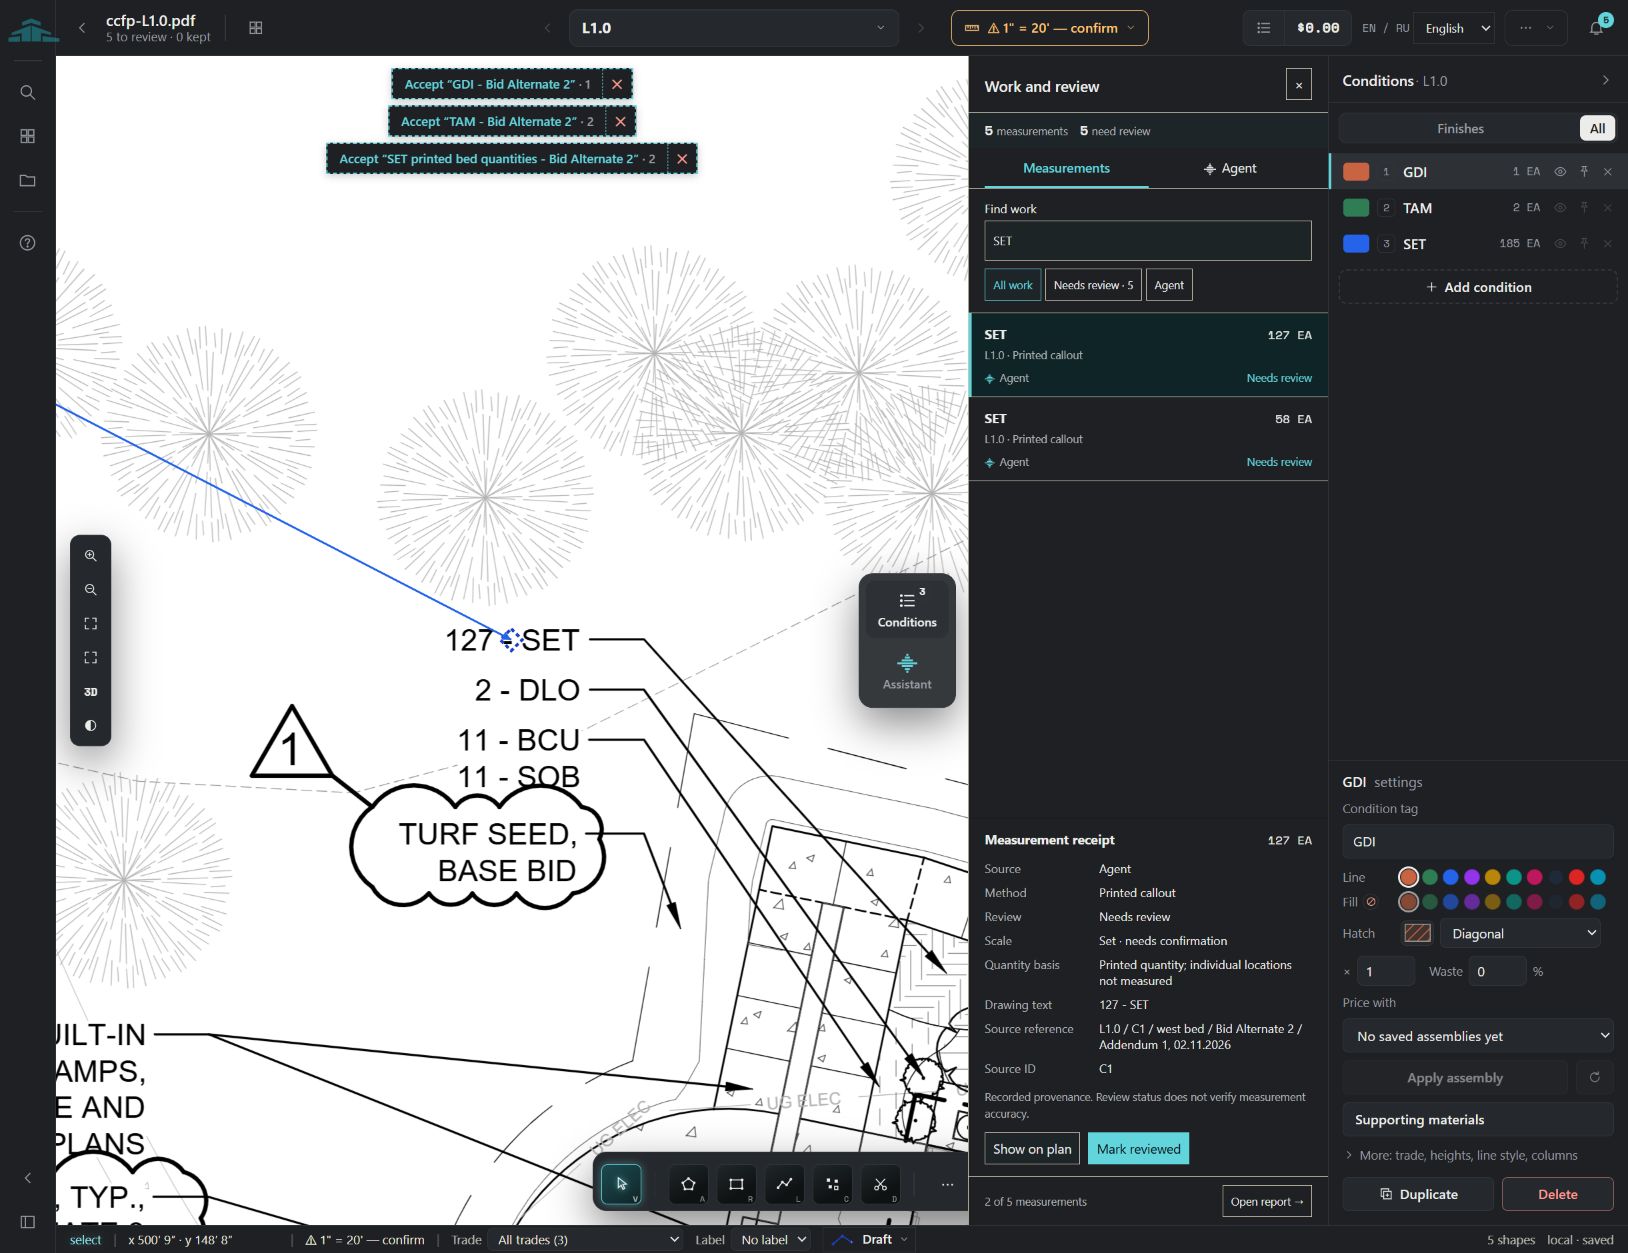 ccfp-L1.0.pdf
5 to review · 0 kept
L1.0
⚠ 1" = 20' — confirm
$0.00
EN / RU
English
...
5
Accept “GDI - Bid Alternate 2” · 1
Accept “TAM - Bid Alternate 2” · 2
Accept “SET printed bed quantities - Bid Alternate 2” · 2
127 - SET
2 - DLO
11 - BCU
11 - SOB
1
TURF SEED,
BASE BID
UG ELEC
UG ELEC
AMPS,
E AND
PLANS
, TYP.,
3D
3
Conditions
Assistant
V
A
R
L
C
D
...
Work and review
×
5 measurements 5 need review
Measurements
Agent
Find work
SET
All work
Needs review · 5
Agent
SET 127 EA
L1.0 · Printed callout
Agent Needs review
SET 58 EA
L1.0 · Printed callout
Agent Needs review
Measurement receipt 127 EA
Source Agent
Method Printed callout
Review Needs review
Scale Set · needs confirmation
Quantity basis Printed quantity; individual locations
not measured
Drawing text 127 - SET
Source reference L1.0 / C1 / west bed / Bid Alternate 2 /
Addendum 1, 02.11.2026
Source ID C1
Recorded provenance. Review status does not verify measurement
accuracy.
Show on plan
Mark reviewed
2 of 5 measurements
Open report →
Conditions · L1.0
Finishes
All
1 GDI 1 EA
2 TAM 2 EA
3 SET 185 EA
+ Add condition
GDI settings
Condition tag
GDI
Line
Fill
Hatch
Diagonal
× 1 Waste 0 %
Price with
No saved assemblies yet
Apply assembly
Supporting materials
More: trade, heights, line style, columns
Duplicate
Delete
select
x 500' 9" · y 148' 8"
⚠ 1" = 20' — confirm
Trade
All trades (3)
Label
No label
Draft
5 shapes
local · saved